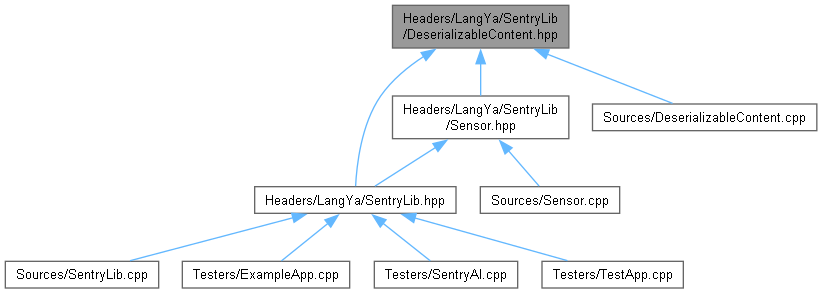 Headers/LangYa/SentryLib
/DeserializableContent.hpp
Headers/LangYa/SentryLib
/Sensor.hpp
Sources/DeserializableContent.cpp
Headers/LangYa/SentryLib.hpp
Sources/Sensor.cpp
Sources/SentryLib.cpp
Testers/ExampleApp.cpp
Testers/SentryAI.cpp
Testers/TestApp.cpp